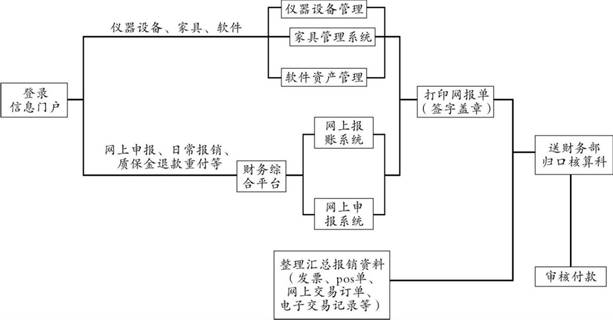 仪器设备管理
仪器设备、家具、软件
家具管理系统
软件资产管理
登录
信息门户
打印网报单
（签字盖章）
网上申报、日常报销、
质保金退款重付等
财务综
合平台
网上报
账系统
网上申
报系统
送财务部
归口核算科
整理汇总报销资料
（发票、pos单、
网上交易订单、
电子交易记录等）
审核付款